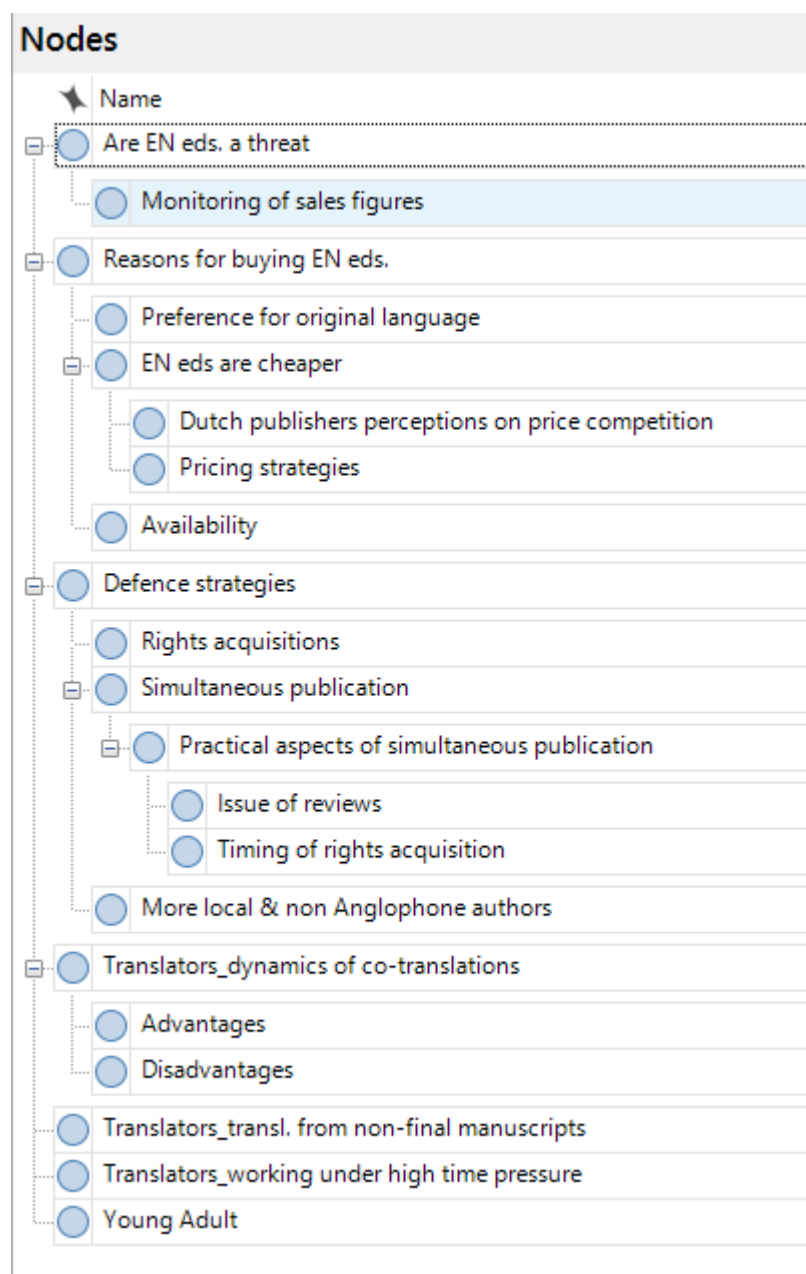 Nodes
Name
Are EN eds. a threat
Monitoring of sales figures
Reasons for buying EN eds.
Preference for original language
EN eds are cheaper
Dutch publishers perceptions on price competition
Pricing strategies
Availability
Defence strategies
Rights acquisitions
Simultaneous publication
Practical aspects of simultaneous publication
Issue of reviews
Timing of rights acquisition
More local & non Anglophone authors
Translators_dynamics of co-translations
Advantages
Disadvantages
Translators_transl. from non-final manuscripts
Translators_working under high time pressure
Young Adult